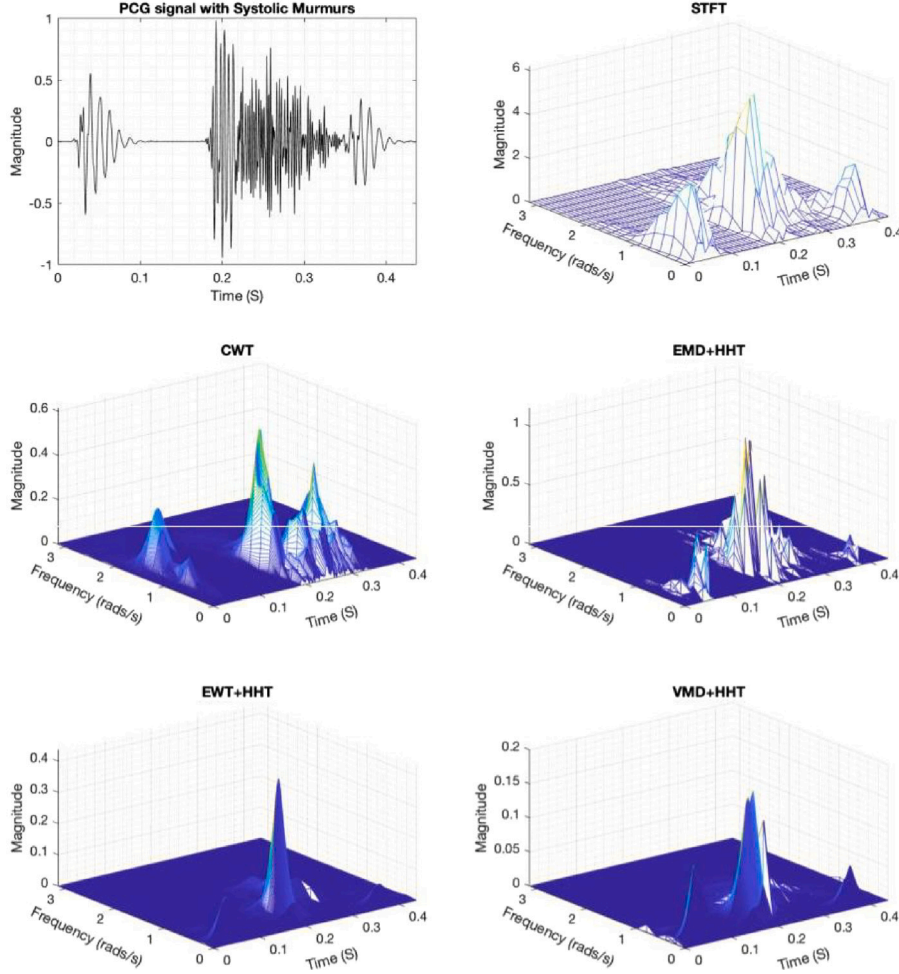 PCG signal with Systolic Murmurs
1
0.5
0
-0.5
-1
Magnitude
0 0.1 0.2 0.3 0.4
Time (S)
STFT
6
4
2
0
Magnitude
3 2 1 0
Frequency (rads/s)
0 0.1 0.2 0.3 0.4
Time (S)
CWT
0.6
0.4
0.2
0
Magnitude
3 2 1 0
Frequency (rads/s)
0 0.1 0.2 0.3 0.4
Time (S)
EMD+HHT
1
0.5
0
Magnitude
3 2 1 0
Frequency (rads/s)
0 0.1 0.2 0.3 0.4
Time (S)
EWT+HHT
0.4
0.3
0.2
0.1
0
Magnitude
3 2 1 0
Frequency (rads/s)
0 0.1 0.2 0.3 0.4
Time (S)
VMD+HHT
0.2
0.15
0.1
0.05
0
Magnitude
3 2 1 0
Frequency (rads/s)
0 0.1 0.2 0.3 0.4
Time (S)